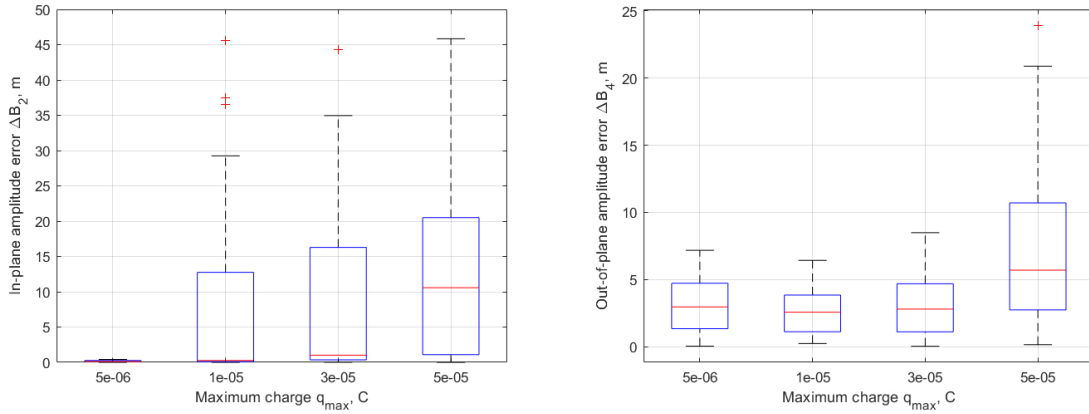 In-plane amplitude error ΔB2, m
50
45
40
35
30
25
20
15
10
5
0
5e-06 1e-05 3e-05 5e-05
Maximum charge qmax, C
Out-of-plane amplitude error ΔB4, m
25
20
15
10
5
0
5e-06 1e-05 3e-05 5e-05
Maximum charge qmax, C